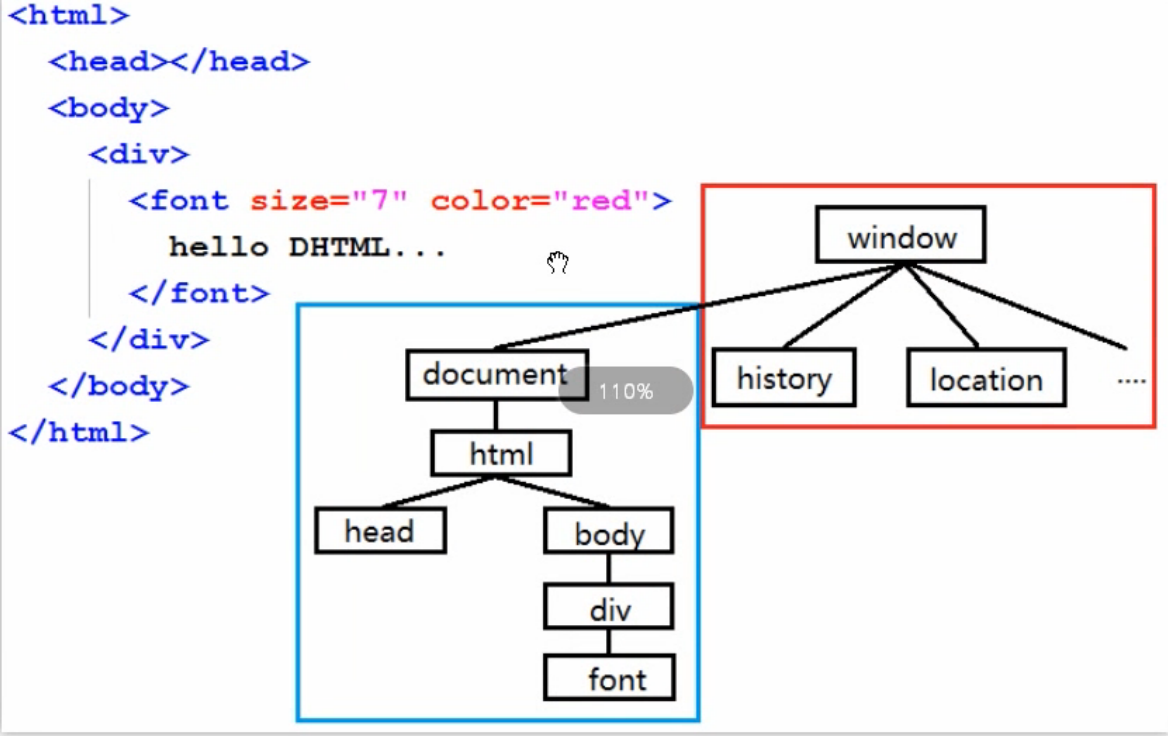 <html>
<head></head>
<body>
<div>
<font size="7" color="red">
hello DHTML...
</font>
</div>
</body>
</html>
window
document
history
location
....
110%
html
head
body
div
font